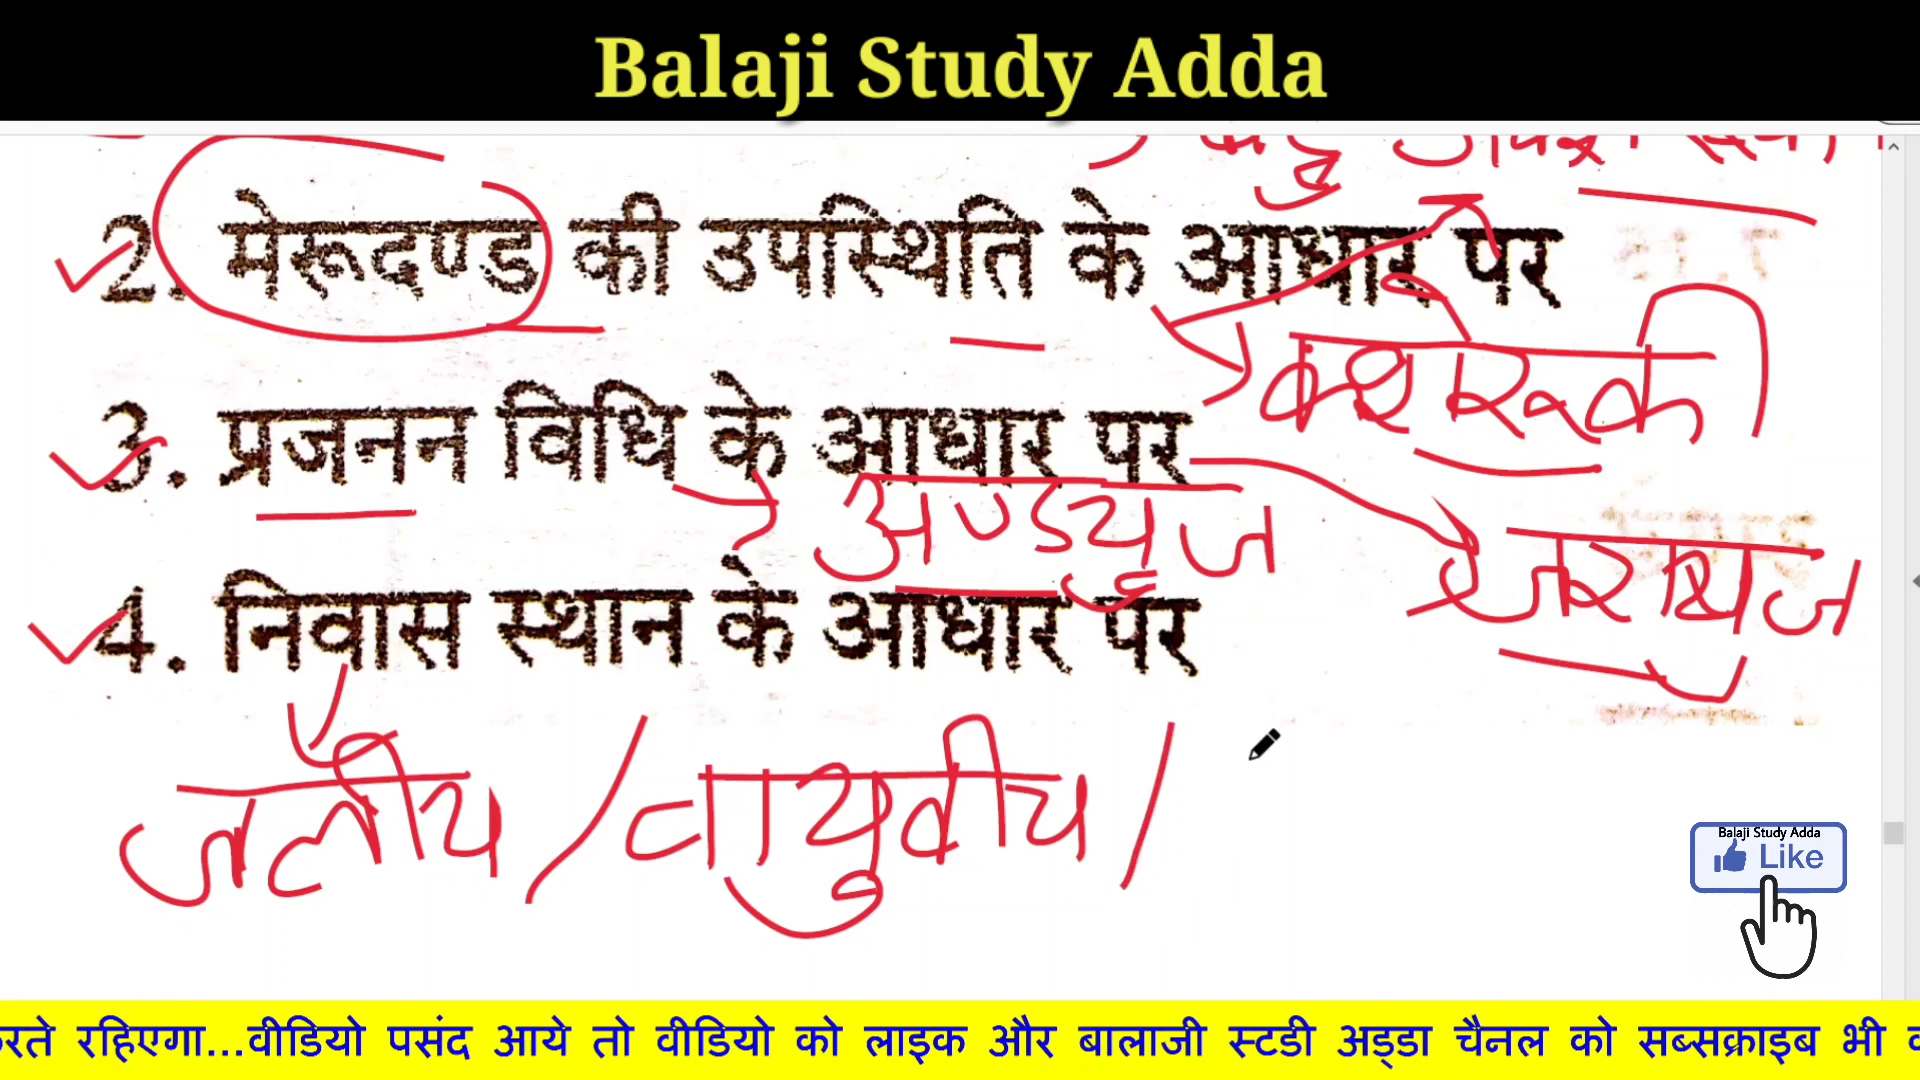 Balaji Study Adda
2. मेरूदण्ड की उपस्थिति के आधार पर
कशेरूकी
3. प्रजनन विधि के आधार पर
अण्डयूज
जरायुज
4. निवास स्थान के आधार पर
जलीय / वायुवीय /
Balaji Study Adda
Like
रते रहिएगा...वीडियो पसंद आये तो वीडियो को लाइक और बालाजी स्टडी अड्डा चैनल को सब्सक्राइब भी